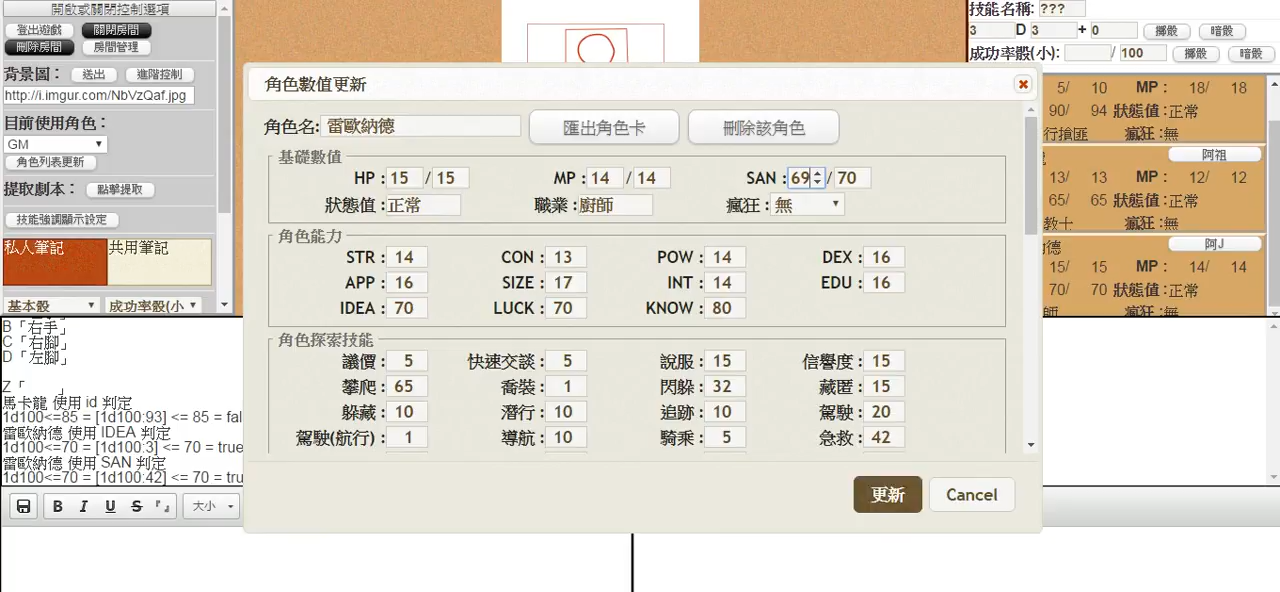 開啟或關閉控制選項
登出遊戲 關閉房間
刪除房間 房間管理
背景圖： 送出 進階控制
http://i.imgur.com/NbVzQaf.jpg
目前使用角色：
GM
角色列表更新
提取劇本： 點擊提取
技能強調顯示設定
私人筆記 共用筆記
基本骰 成功率骰(小
B「右手」
C「右腳」
D「左腳」
Z「 」
馬卡龍 使用 id 判定
1d100<=85 = [1d100:93] <= 85 = fal
雷歐納德 使用 IDEA 判定
1d100<=70 = [1d100:3] <= 70 = true
雷歐納德 使用 SAN 判定
1d100<=70 = [1d100:42] <= 70 = tru
B I U S 『』 大小
角色數值更新
角色名: 雷歐納德 匯出角色卡 刪除該角色
基礎數值
HP : 15 / 15 MP : 14 / 14 SAN : 69 / 70
狀態值 : 正常 職業 : 廚師 瘋狂 : 無
角色能力
STR : 14 CON : 13 POW : 14 DEX : 16
APP : 16 SIZE : 17 INT : 14 EDU : 16
IDEA : 70 LUCK : 70 KNOW : 80
角色探索技能
議價 : 5 快速交談 : 5 說服 : 15 信譽度 : 15
攀爬 : 65 喬裝 : 1 閃躲 : 32 藏匿 : 15
躲藏 : 10 潛行 : 10 追跡 : 10 駕駛 : 20
駕駛(航行) : 1 導航 : 10 騎乘 : 5 急救 : 42
更新 Cancel
技能名稱: ???
3 D 3 + 0 擲骰 暗骰
成功率骰(小): / 100 擲骰 暗骰
5/ 10 MP : 18/ 18
90/ 94 狀態值 :正常
行搶匪 瘋狂 :無
阿祖
13/ 13 MP : 12/ 12
65/ 65 狀態值 :正常
教士 瘋狂 :無
德 阿J
15/ 15 MP : 14/ 14
70/ 70 狀態值 :正常
師 瘋狂 :無